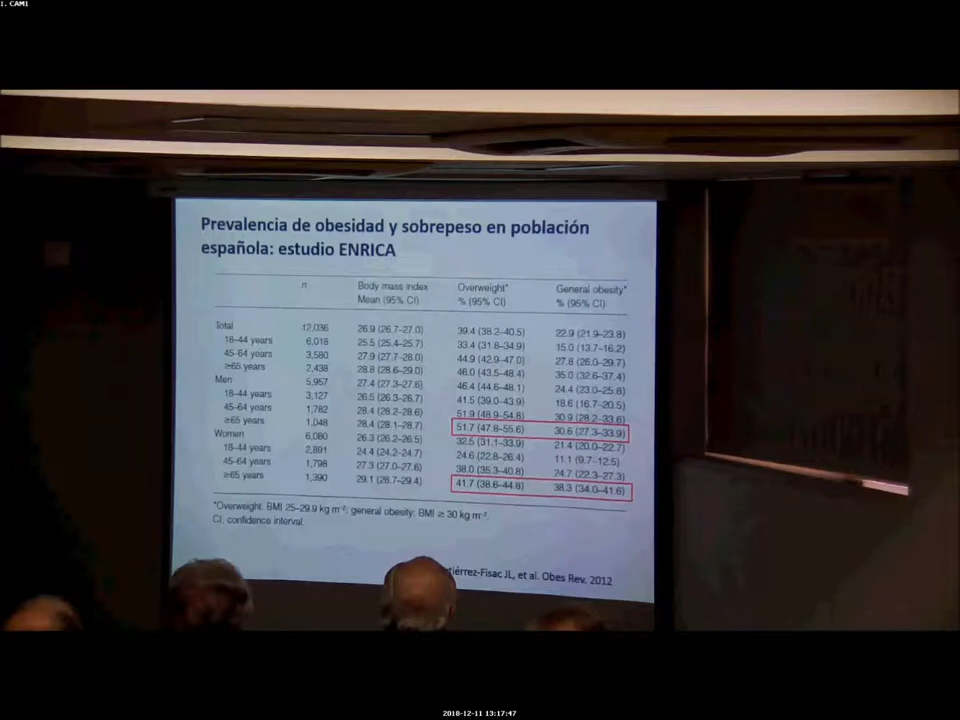 1. CAM1
Prevalencia de obesidad y sobrepeso en población
española: estudio ENRICA
n Body mass index Overweight* General obesity*
Mean (95% CI) % (95% CI) % (95% CI)
Total 12,036 26.9 (26.7–27.0) 39.4 (38.2–40.5) 22.9 (21.9–23.8)
18–44 years 6,018 25.5 (25.4–25.7) 33.4 (31.8–34.9) 15.0 (13.7–16.2)
45–64 years 3,580 27.9 (27.7–28.0) 44.9 (42.9–47.0) 27.8 (26.0–29.7)
≥65 years 2,438 28.8 (28.6–29.0) 46.0 (43.5–48.4) 35.0 (32.6–37.4)
Men 5,957 27.4 (27.3–27.6) 46.4 (44.6–48.1) 24.4 (23.0–25.8)
18–44 years 3,127 26.5 (26.3–26.7) 41.5 (39.0–43.9) 18.6 (16.7–20.5)
45–64 years 1,782 28.4 (28.2–28.6) 51.9 (48.9–54.8) 30.9 (28.2–33.6)
≥65 years 1,048 28.4 (28.1–28.7) 51.7 (47.8–55.6) 30.6 (27.3–33.9)
Women 6,080 26.3 (26.2–26.5) 32.5 (31.1–33.9) 21.4 (20.0–22.7)
18–44 years 2,891 24.4 (24.2–24.7) 24.6 (22.8–26.4) 11.1 (9.7–12.5)
45–64 years 1,798 27.3 (27.0–27.6) 38.0 (35.3–40.8) 24.7 (22.3–27.3)
≥65 years 1,390 29.1 (28.7–29.4) 41.7 (38.6–44.8) 38.3 (34.0–41.6)
*Overweight: BMI 25–29.9 kg m⁻²; general obesity: BMI ≥ 30 kg m⁻².
CI, confidence interval.
tiérrez-Fisac JL, et al. Obes Rev. 2012
2018-12-11 13:17:47